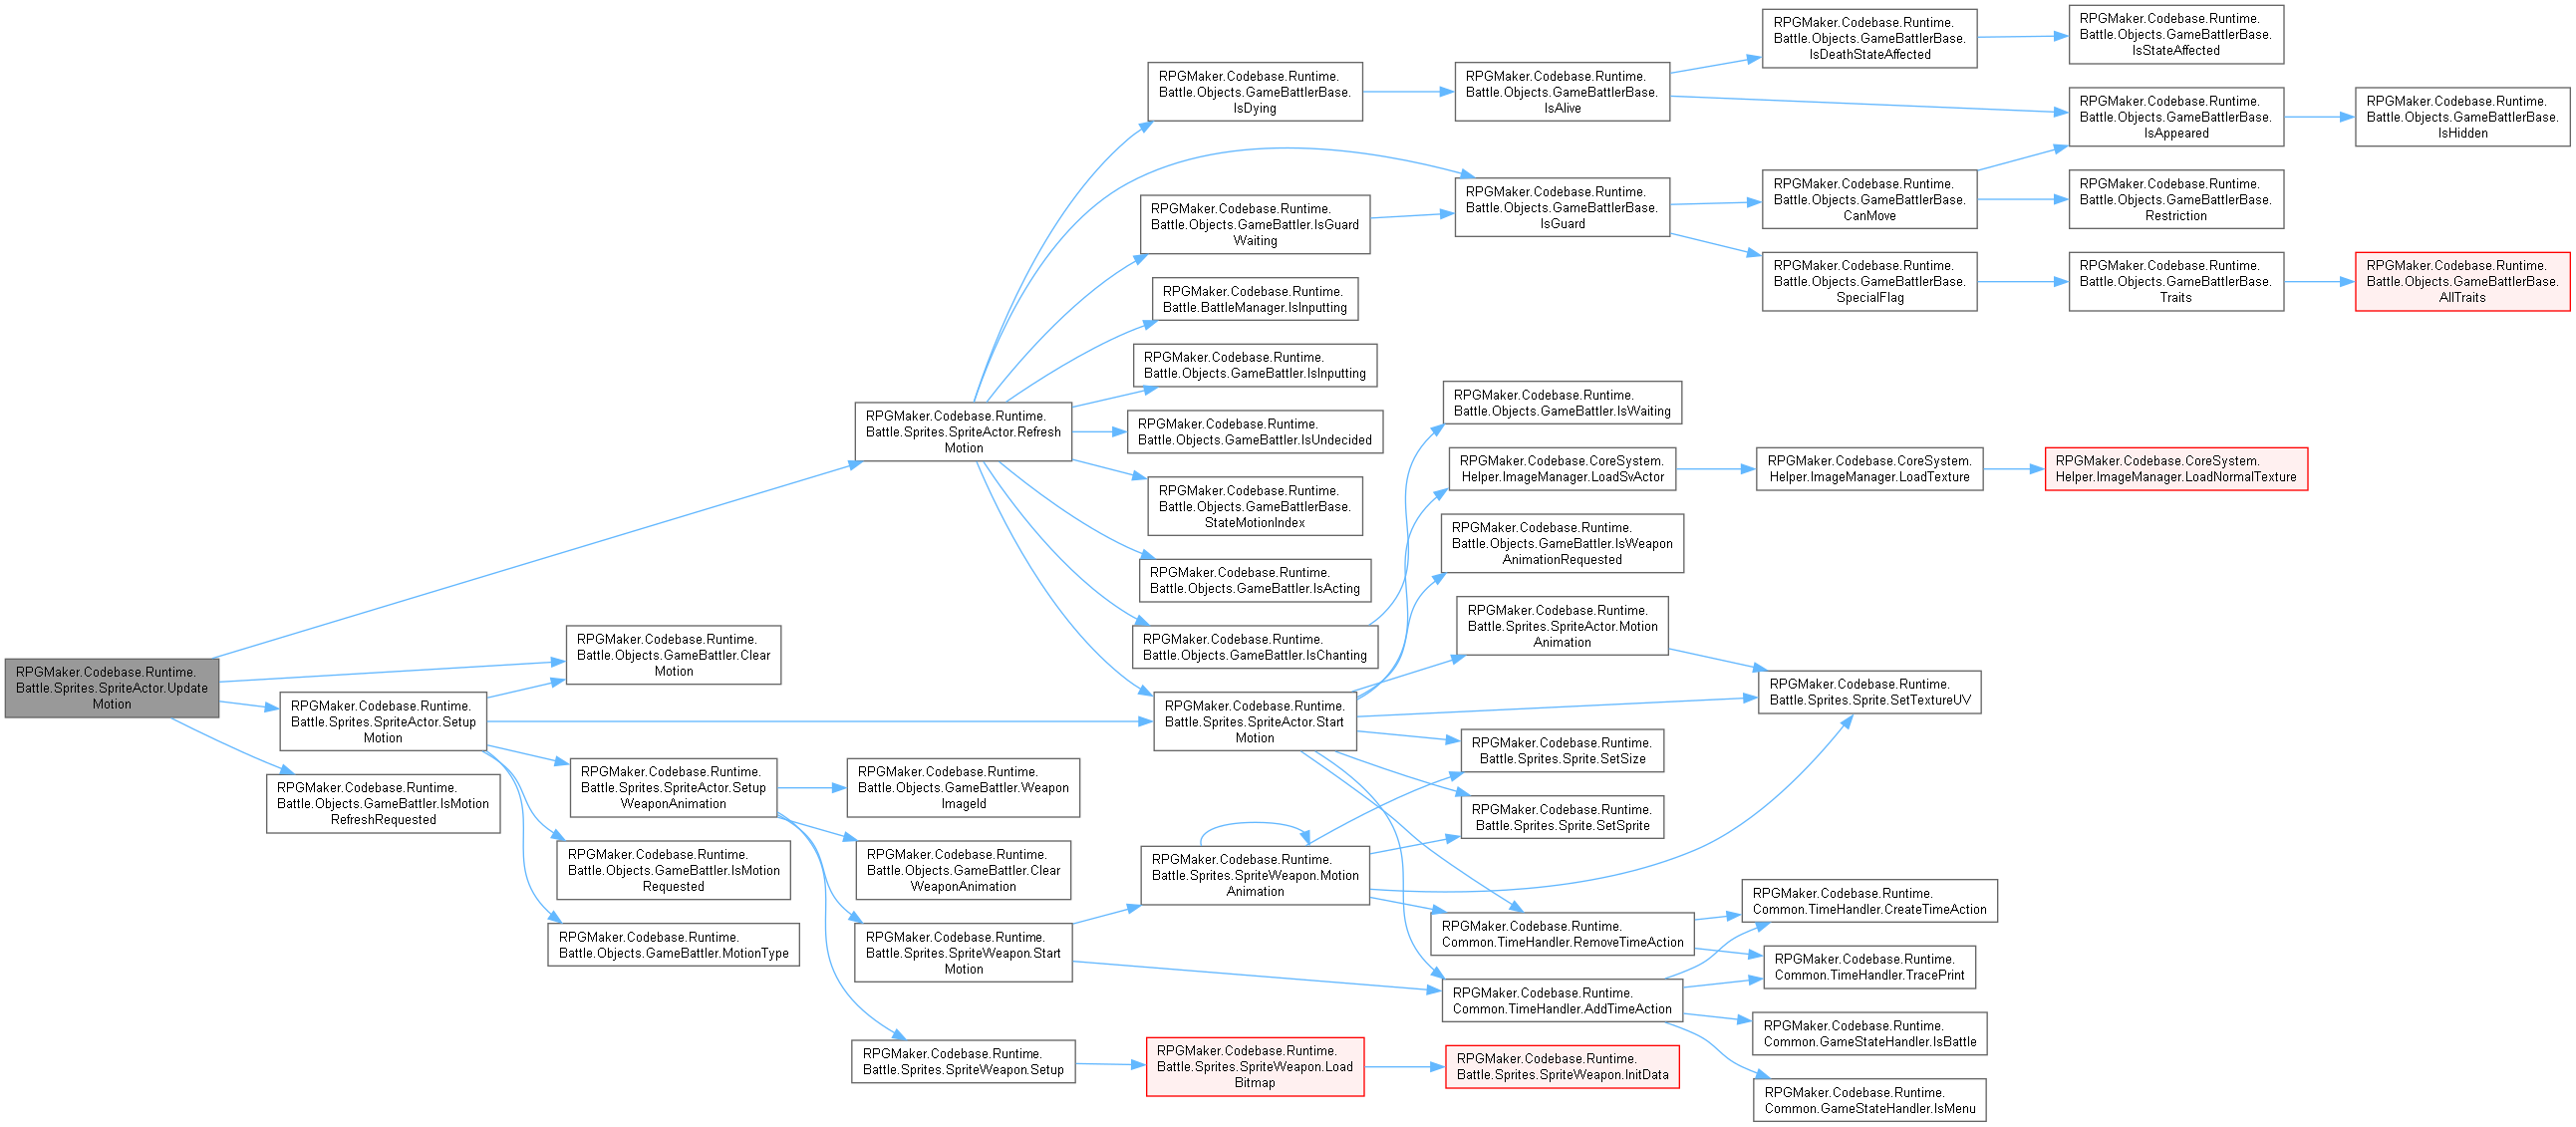 RPGMaker.Codebase.Runtime.
Battle.Sprites.SpriteActor.Update
Motion
RPGMaker.Codebase.Runtime.
Battle.Objects.GameBattler.Clear
Motion
RPGMaker.Codebase.Runtime.
Battle.Sprites.SpriteActor.Setup
Motion
RPGMaker.Codebase.Runtime.
Battle.Objects.GameBattler.IsMotion
RefreshRequested
RPGMaker.Codebase.Runtime.
Battle.Sprites.SpriteActor.Setup
WeaponAnimation
RPGMaker.Codebase.Runtime.
Battle.Objects.GameBattler.IsMotion
Requested
RPGMaker.Codebase.Runtime.
Battle.Objects.GameBattler.MotionType
RPGMaker.Codebase.Runtime.
Battle.Sprites.SpriteActor.Refresh
Motion
RPGMaker.Codebase.Runtime.
Battle.Objects.GameBattler.Weapon
ImageId
RPGMaker.Codebase.Runtime.
Battle.Objects.GameBattler.Clear
WeaponAnimation
RPGMaker.Codebase.Runtime.
Battle.Sprites.SpriteWeapon.Start
Motion
RPGMaker.Codebase.Runtime.
Battle.Sprites.SpriteWeapon.Setup
RPGMaker.Codebase.Runtime.
Battle.Objects.GameBattlerBase.
IsDying
RPGMaker.Codebase.Runtime.
Battle.Objects.GameBattler.IsGuard
Waiting
RPGMaker.Codebase.Runtime.
Battle.BattleManager.IsInputting
RPGMaker.Codebase.Runtime.
Battle.Objects.GameBattler.IsInputting
RPGMaker.Codebase.Runtime.
Battle.Objects.GameBattler.IsUndecided
RPGMaker.Codebase.Runtime.
Battle.Objects.GameBattlerBase.
StateMotionIndex
RPGMaker.Codebase.Runtime.
Battle.Objects.GameBattler.IsActing
RPGMaker.Codebase.Runtime.
Battle.Objects.GameBattler.IsChanting
RPGMaker.Codebase.Runtime.
Battle.Sprites.SpriteActor.Start
Motion
RPGMaker.Codebase.Runtime.
Battle.Sprites.SpriteWeapon.Motion
Animation
RPGMaker.Codebase.Runtime.
Battle.Sprites.SpriteWeapon.Load
Bitmap
RPGMaker.Codebase.Runtime.
Battle.Objects.GameBattlerBase.
IsAlive
RPGMaker.Codebase.Runtime.
Battle.Objects.GameBattlerBase.
IsGuard
RPGMaker.Codebase.Runtime.
Battle.Objects.GameBattler.IsWaiting
RPGMaker.Codebase.CoreSystem.
Helper.ImageManager.LoadSvActor
RPGMaker.Codebase.Runtime.
Battle.Objects.GameBattler.IsWeapon
AnimationRequested
RPGMaker.Codebase.Runtime.
Battle.Sprites.SpriteActor.Motion
Animation
RPGMaker.Codebase.Runtime.
Battle.Sprites.Sprite.SetSize
RPGMaker.Codebase.Runtime.
Battle.Sprites.Sprite.SetSprite
RPGMaker.Codebase.Runtime.
Common.TimeHandler.RemoveTimeAction
RPGMaker.Codebase.Runtime.
Common.TimeHandler.AddTimeAction
RPGMaker.Codebase.Runtime.
Battle.Sprites.SpriteWeapon.InitData
RPGMaker.Codebase.Runtime.
Battle.Objects.GameBattlerBase.
IsDeathStateAffected
RPGMaker.Codebase.Runtime.
Battle.Objects.GameBattlerBase.
CanMove
RPGMaker.Codebase.Runtime.
Battle.Objects.GameBattlerBase.
SpecialFlag
RPGMaker.Codebase.CoreSystem.
Helper.ImageManager.LoadTexture
RPGMaker.Codebase.Runtime.
Battle.Sprites.Sprite.SetTextureUV
RPGMaker.Codebase.Runtime.
Common.TimeHandler.CreateTimeAction
RPGMaker.Codebase.Runtime.
Common.TimeHandler.TracePrint
RPGMaker.Codebase.Runtime.
Common.GameStateHandler.IsBattle
RPGMaker.Codebase.Runtime.
Common.GameStateHandler.IsMenu
RPGMaker.Codebase.Runtime.
Battle.Objects.GameBattlerBase.
IsStateAffected
RPGMaker.Codebase.Runtime.
Battle.Objects.GameBattlerBase.
IsAppeared
RPGMaker.Codebase.Runtime.
Battle.Objects.GameBattlerBase.
Restriction
RPGMaker.Codebase.Runtime.
Battle.Objects.GameBattlerBase.
Traits
RPGMaker.Codebase.CoreSystem.
Helper.ImageManager.LoadNormalTexture
RPGMaker.Codebase.Runtime.
Battle.Objects.GameBattlerBase.
IsHidden
RPGMaker.Codebase.Runtime.
Battle.Objects.GameBattlerBase.
AllTraits